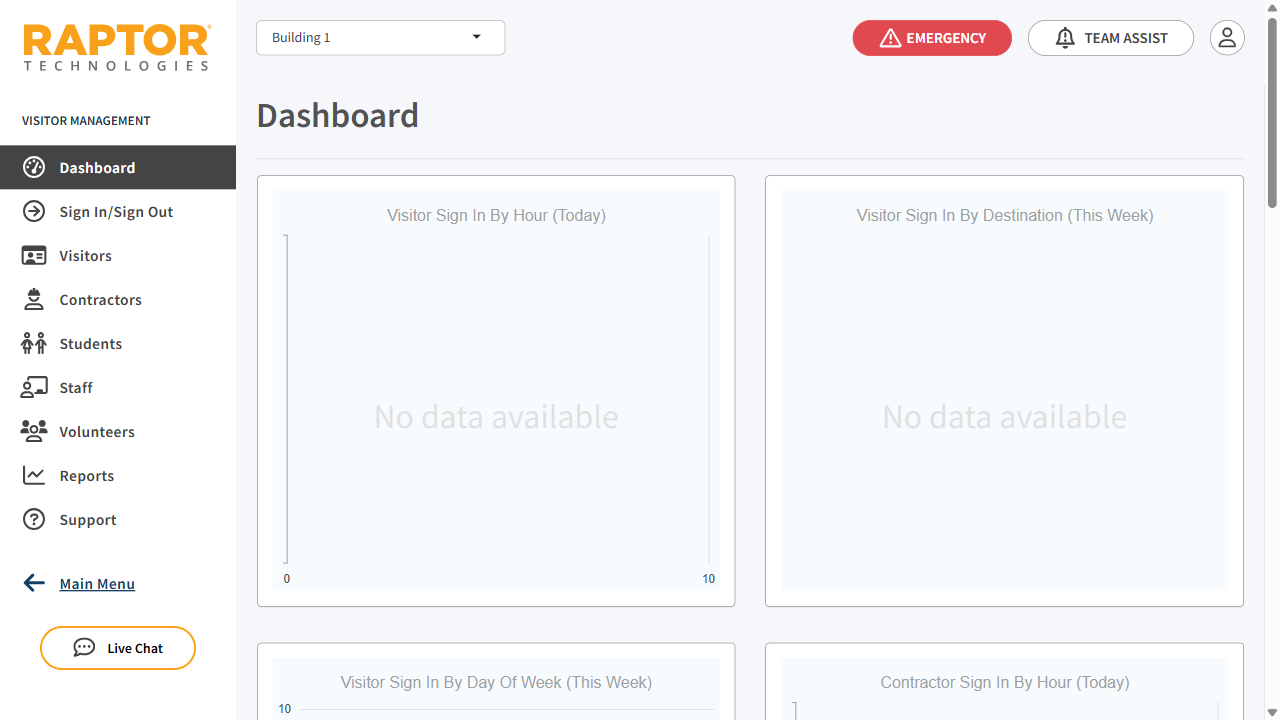 RAPTOR
TECHNOLOGIES
VISITOR MANAGEMENT
Dashboard
Sign In/Sign Out
Visitors
Contractors
Students
Staff
Volunteers
Reports
Support
Main Menu
Live Chat
Building 1
EMERGENCY
TEAM ASSIST
Dashboard
Visitor Sign In By Hour (Today)
No data available
0 10
Visitor Sign In By Destination (This Week)
No data available
Visitor Sign In By Day Of Week (This Week)
10
Contractor Sign In By Hour (Today)